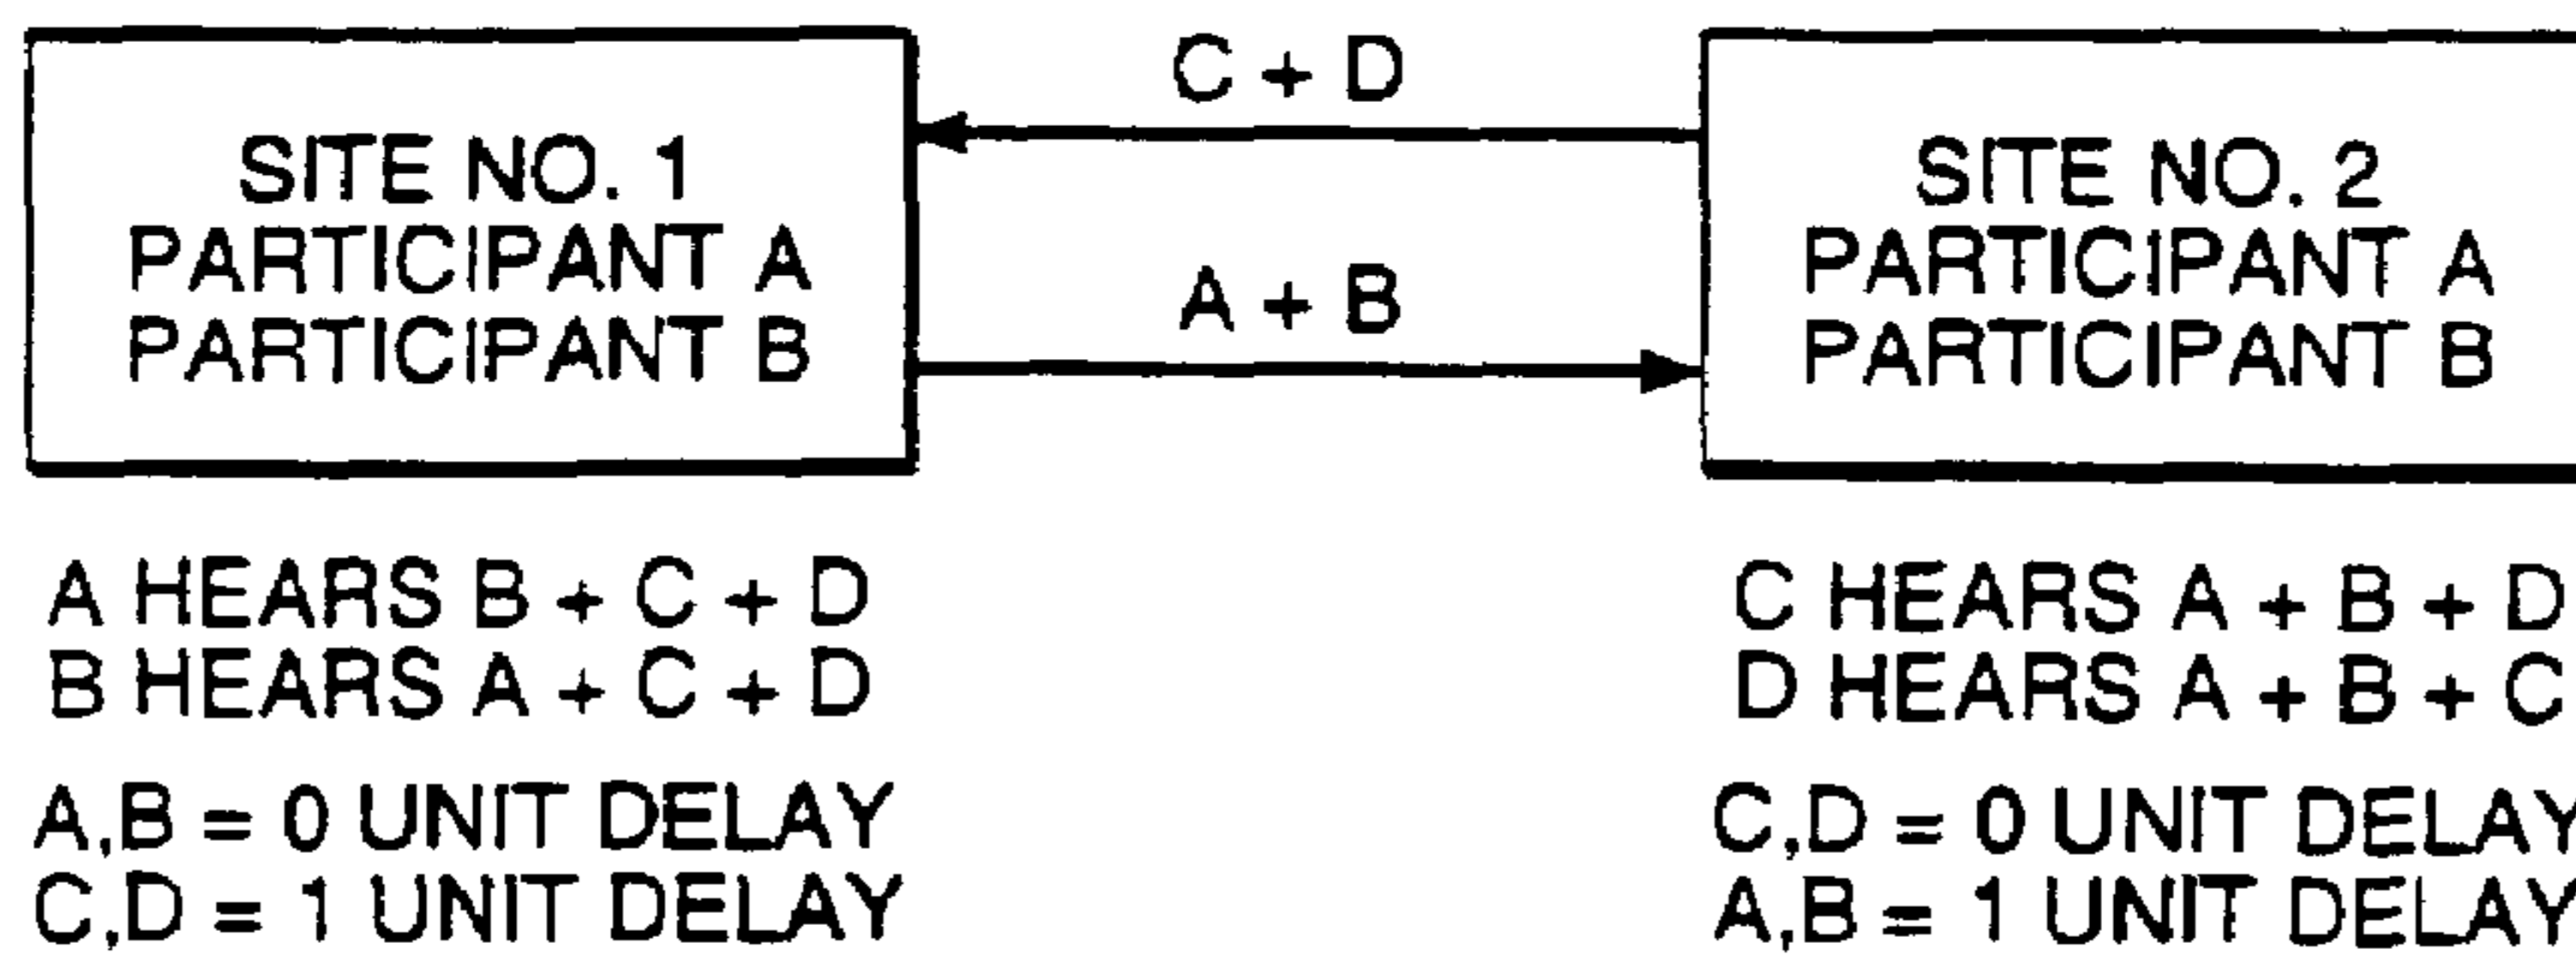 C + D
SITE NO. 1
PARTICIPANT A
PARTICIPANT B
A + B
SITE NO. 2
PARTICIPANT A
PARTICIPANT B
A HEARS B + C + D
B HEARS A + C + D
A,B = 0 UNIT DELAY
C,D = 1 UNIT DELAY
C HEARS A + B + D
D HEARS A + B + C
C,D = 0 UNIT DELAY
A,B = 1 UNIT DELAY